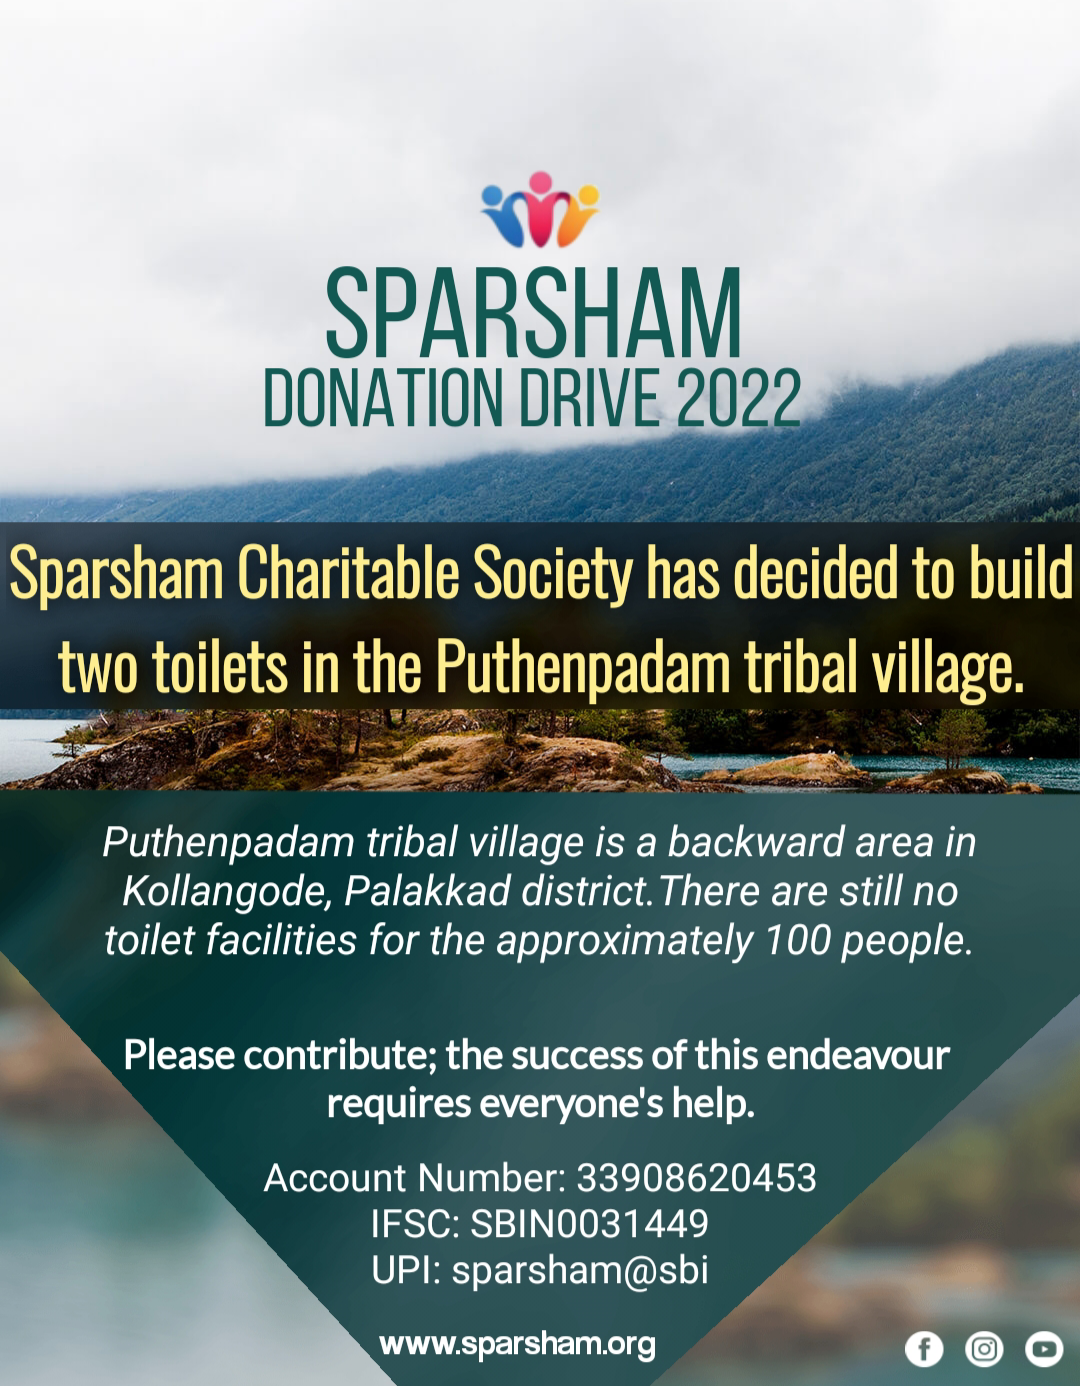 SPARSHAM
DONATION DRIVE 2022
Sparsham Charitable Society has decided to build
two toilets in the Puthenpadam tribal village.
Puthenpadam tribal village is a backward area in
Kollangode, Palakkad district.There are still no
toilet facilities for the approximately 100 people.
Please contribute; the success of this endeavour
requires everyone's help.
Account Number: 33908620453
IFSC: SBIN0031449
UPI: sparsham@sbi
www.sparsham.org